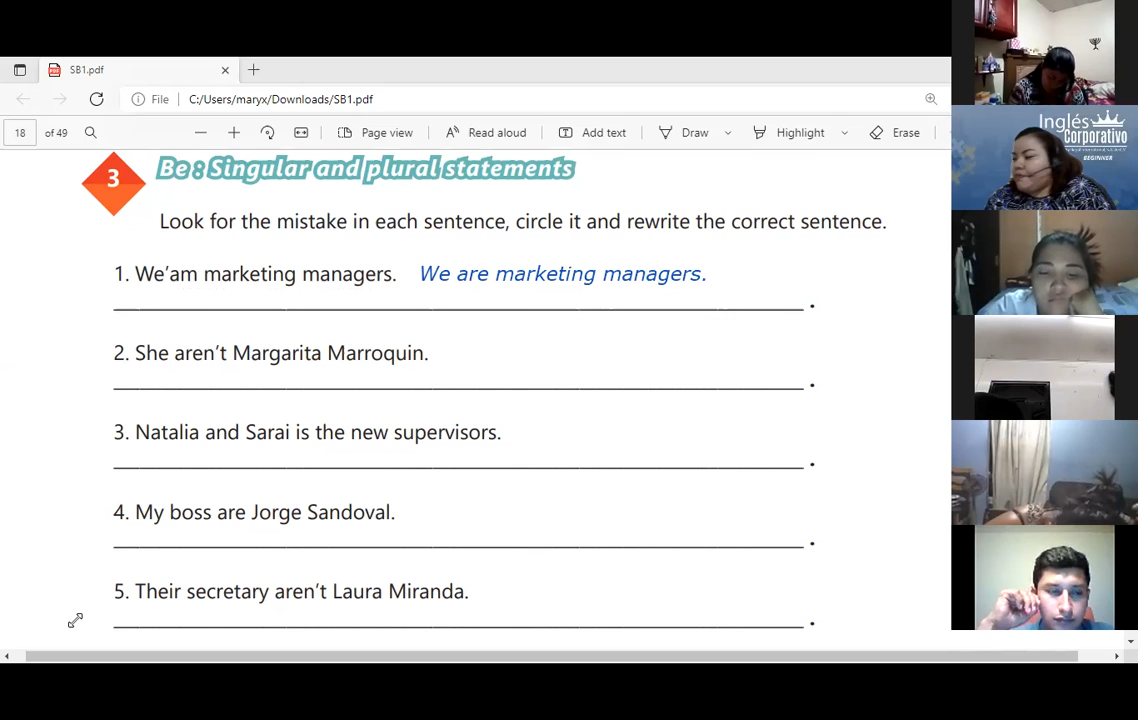 SB1.pdf
File C:/Users/maryx/Downloads/SB1.pdf
18 of 49 Page view Read aloud Add text Draw Highlight Erase
3 Be : Singular and plural statements
Look for the mistake in each sentence, circle it and rewrite the correct sentence.
1. We'am marketing managers. We are marketing managers.
2. She aren't Margarita Marroquin.
3. Natalia and Sarai is the new supervisors.
4. My boss are Jorge Sandoval.
5. Their secretary aren't Laura Miranda.
Inglés
Corporativo
BEGINNER